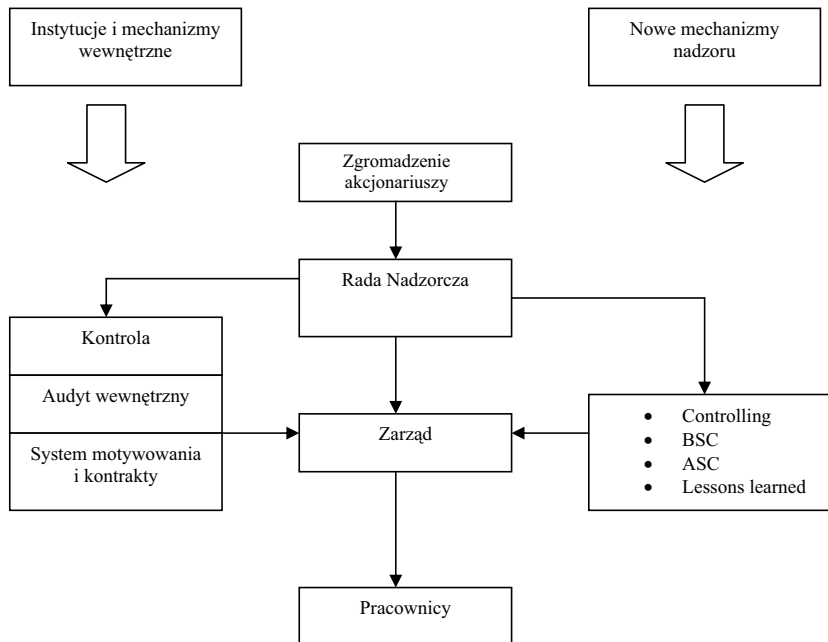 Instytucje i mechanizmy
wewnętrzne
Nowe mechanizmy
nadzoru
Zgromadzenie
akcjonariuszy
Rada Nadzorcza
Kontrola
Audyt wewnętrzny
System motywowania
i kontrakty
Zarząd
• Controlling
• BSC
• ASC
• Lessons learned
Pracownicy